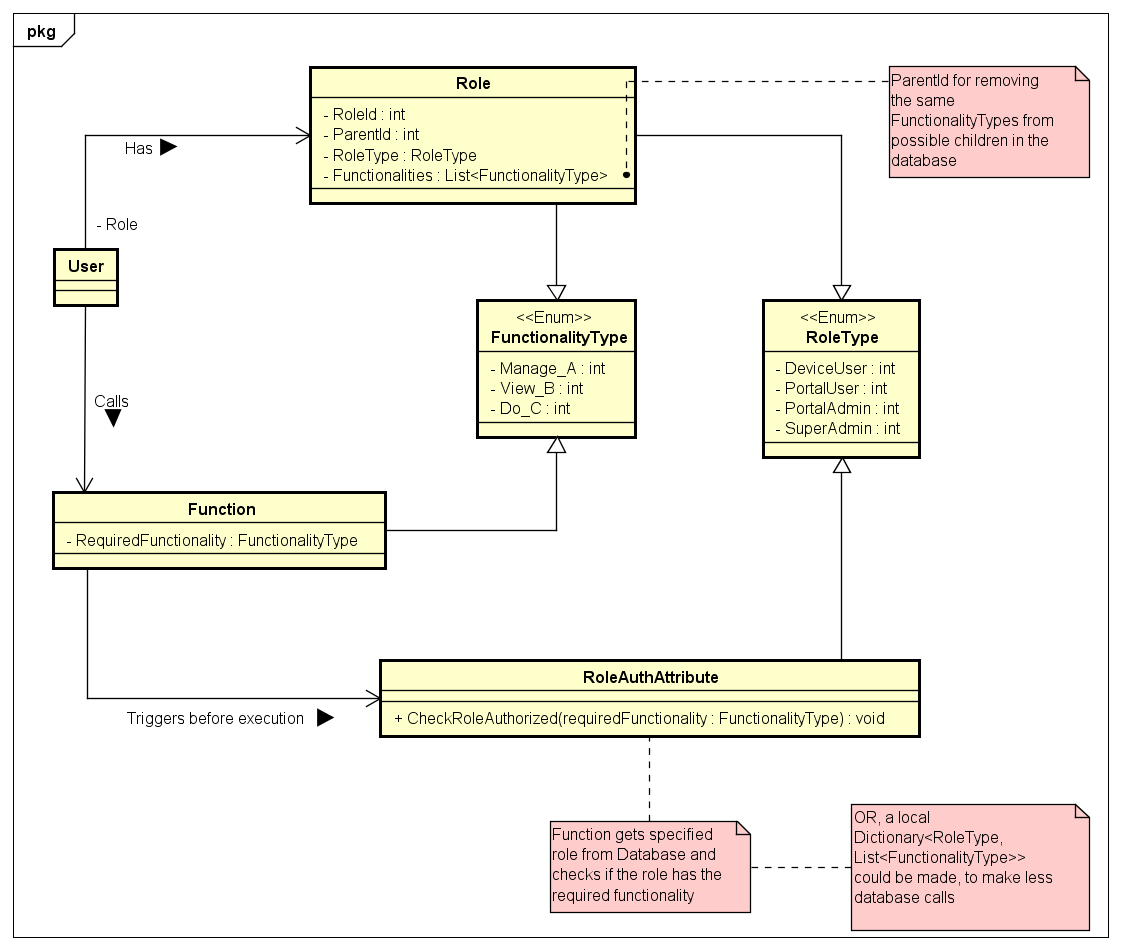 pkg
Role
- RoleId : int
- ParentId : int
- RoleType : RoleType
- Functionalities : List<FunctionalityType>
ParentId for removing
the same
FunctionalityTypes from
possible children in the
database
Has
- Role
User
<<Enum>>
FunctionalityType
- Manage_A : int
- View_B : int
- Do_C : int
<<Enum>>
RoleType
- DeviceUser : int
- PortalUser : int
- PortalAdmin : int
- SuperAdmin : int
Calls
Function
- RequiredFunctionality : FunctionalityType
Triggers before execution
RoleAuthAttribute
+ CheckRoleAuthorized(requiredFunctionality : FunctionalityType) : void
Function gets specified
role from Database and
checks if the role has the
required functionality
OR, a local
Dictionary<RoleType,
List<FunctionalityType>>
could be made, to make less
database calls